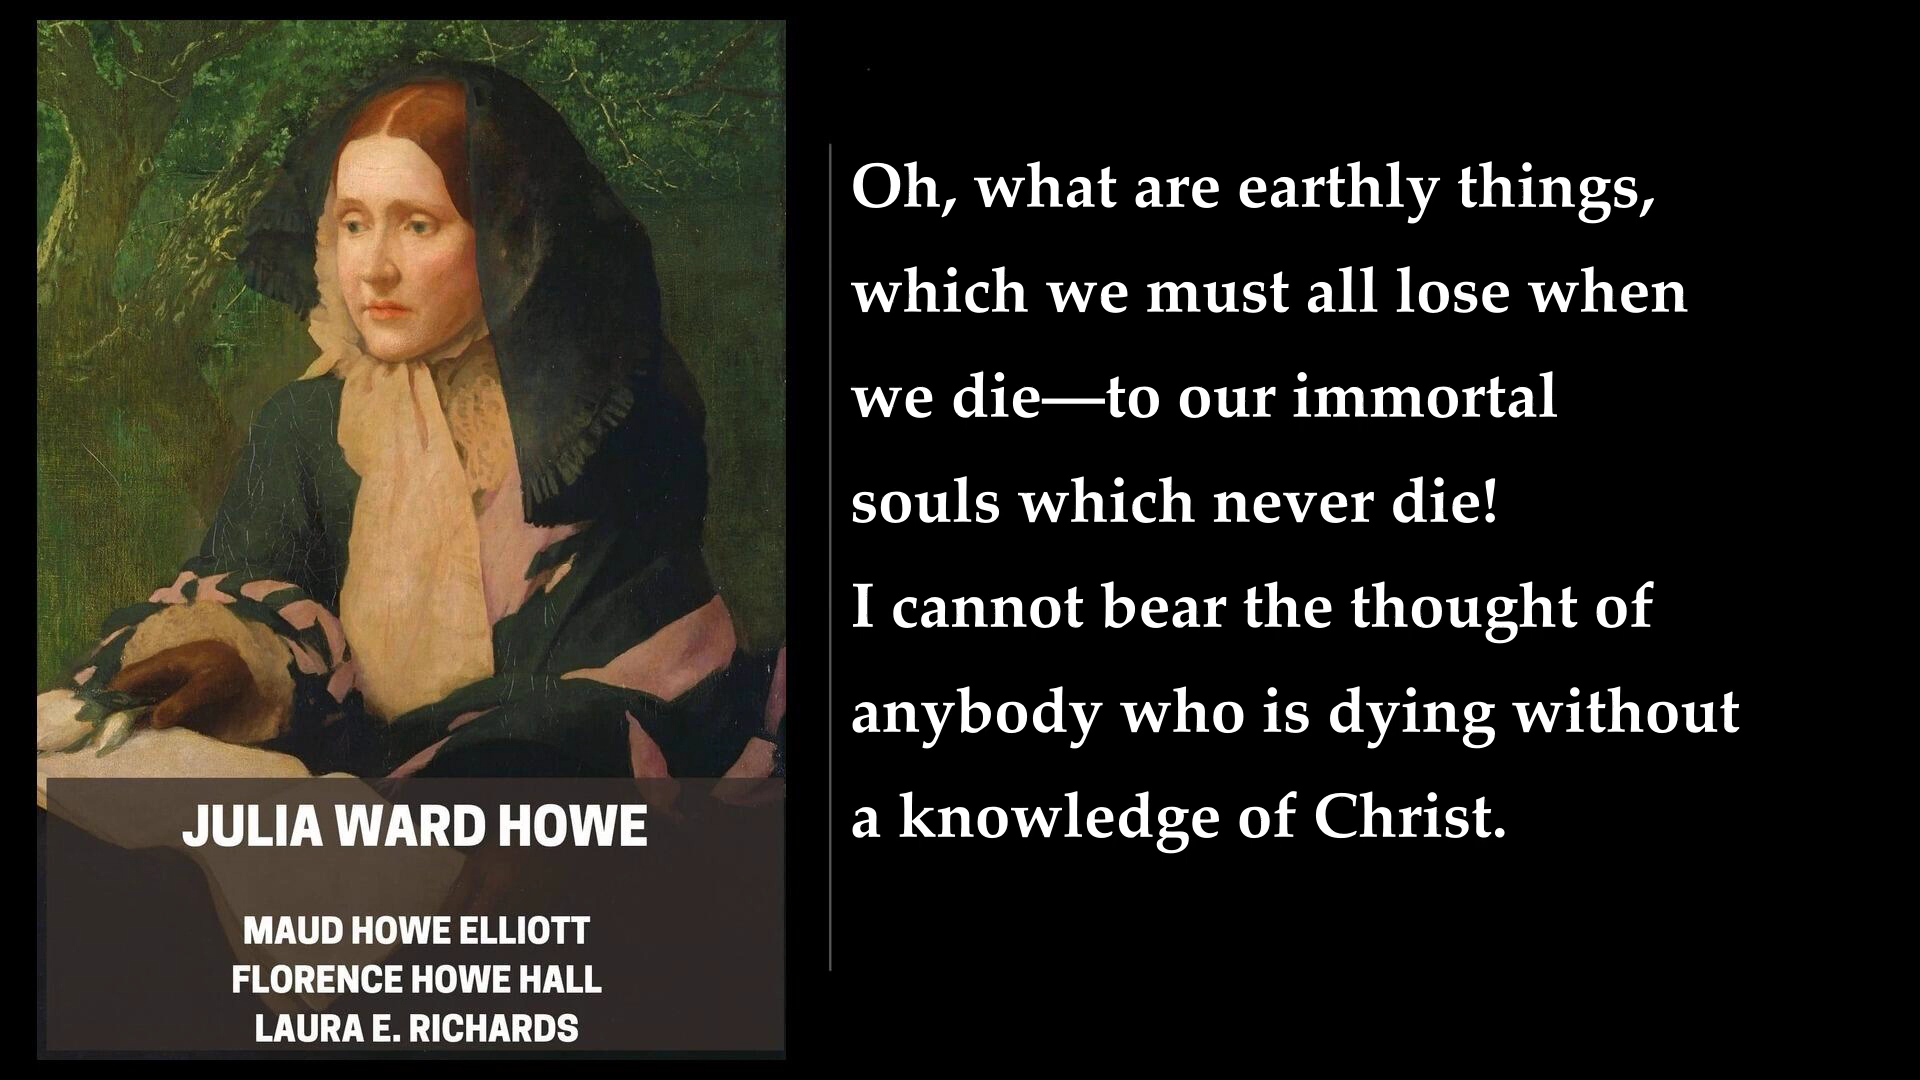 JULIA WARD HOWE
MAUD HOWE ELLIOTT
FLORENCE HOWE HALL
LAURA E. RICHARDS
Oh, what are earthly things,
which we must all lose when
we die—to our immortal
souls which never die!
I cannot bear the thought of
anybody who is dying without
a knowledge of Christ.